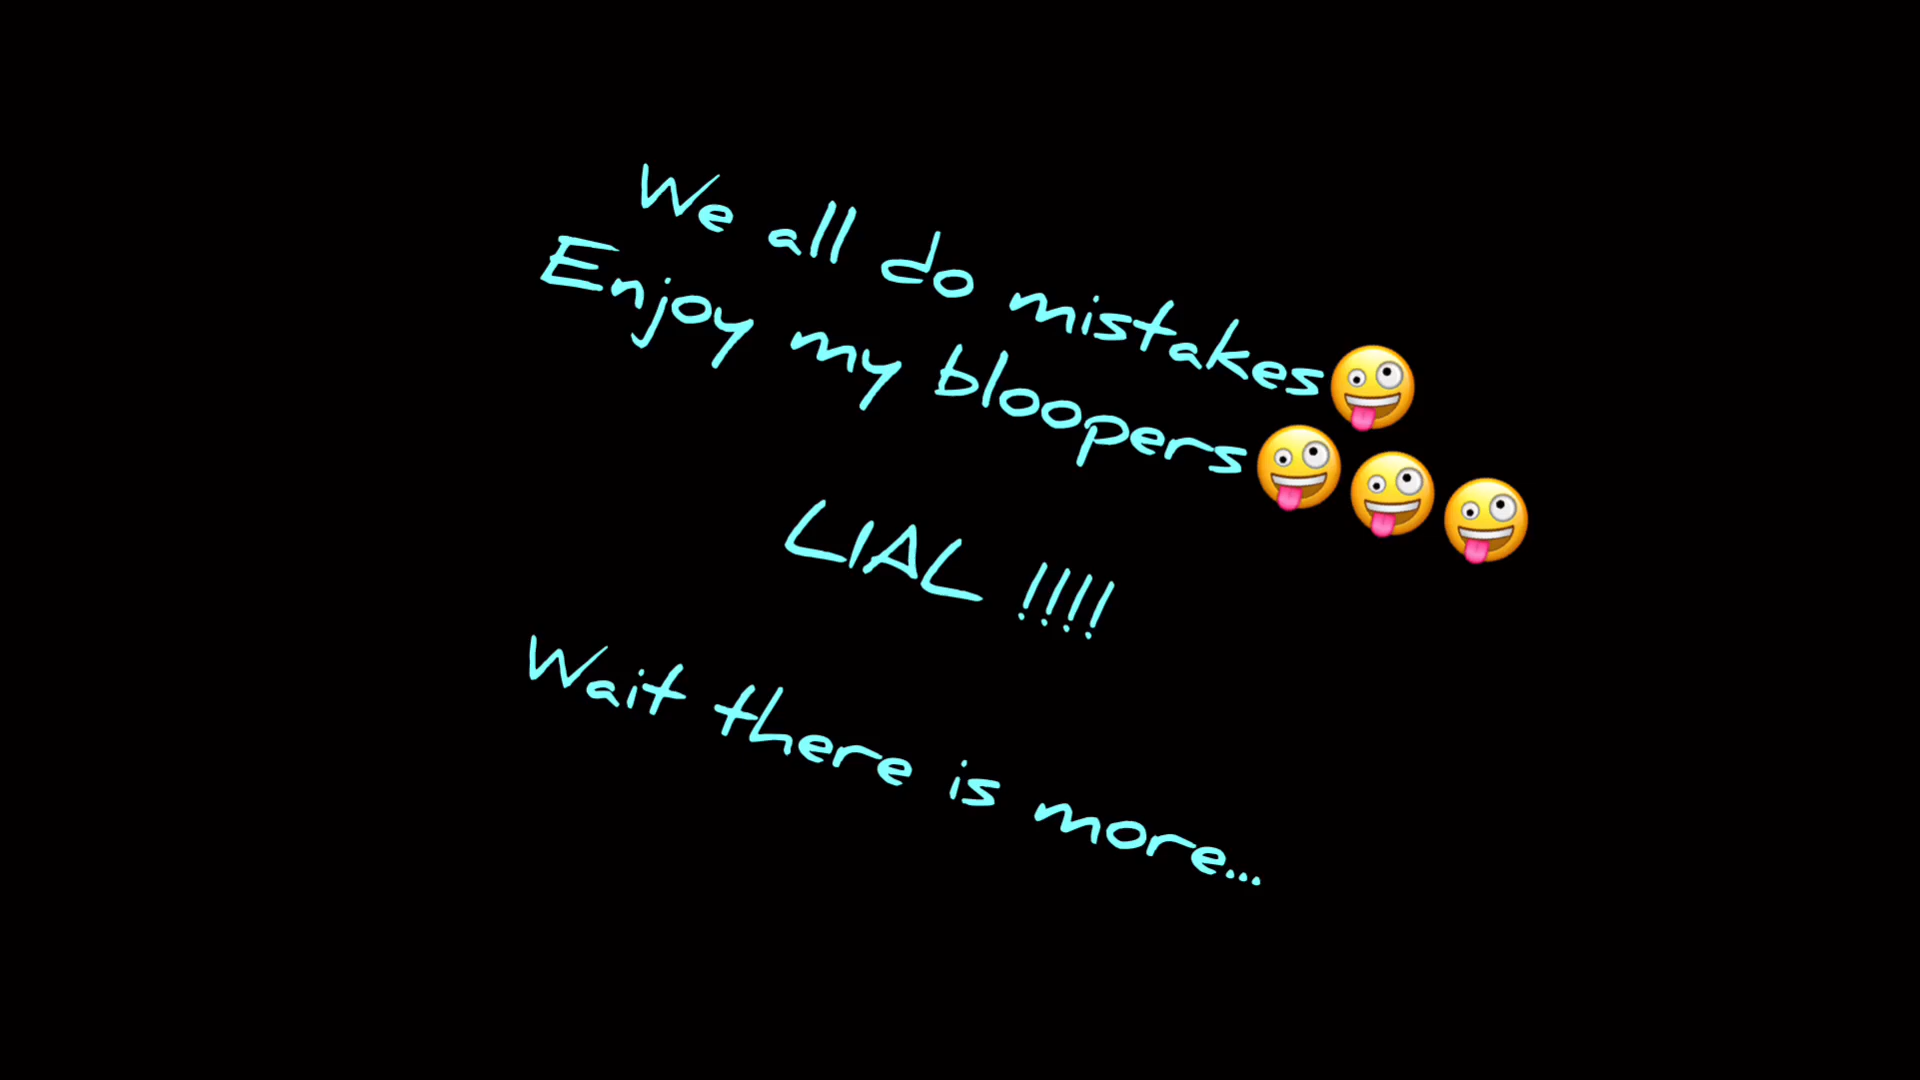 We all do mistakes🤪
Enjoy my bloopers🤪🤪🤪
LIAL !!!!
Wait there is more...